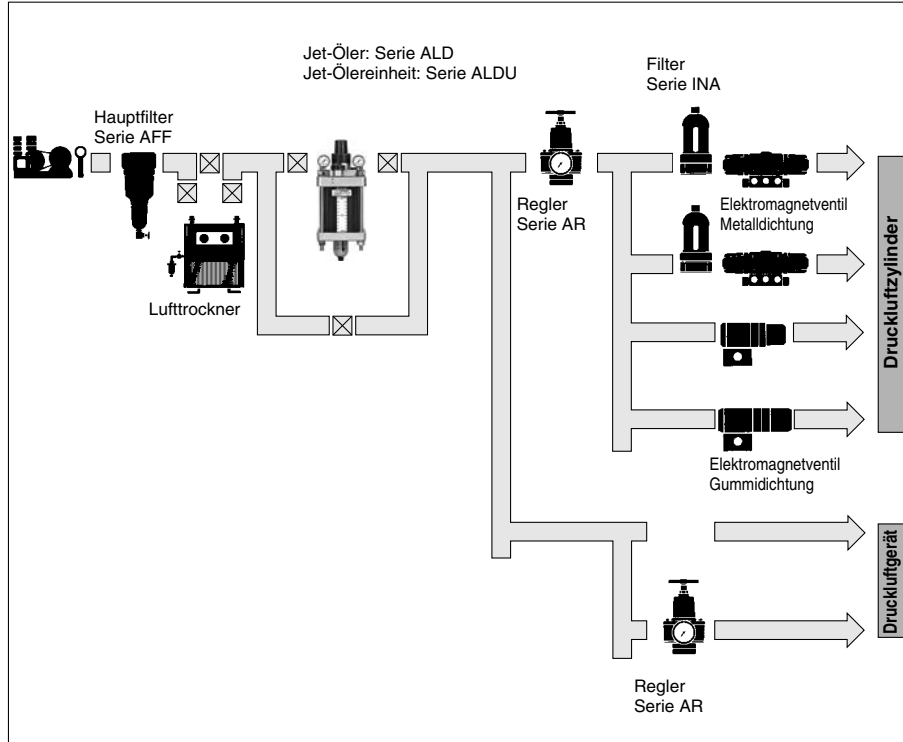 Jet-Öler: Serie ALD
Jet-Ölereinheit: Serie ALDU
Filter
Serie INA
Hauptfilter
Serie AFF
Regler
Serie AR
Elektromagnetventil
Metalldichtung
Lufttrockner
Druckluftzylinder
Elektromagnetventil
Gummidichtung
Druckluftgerät
Regler
Serie AR